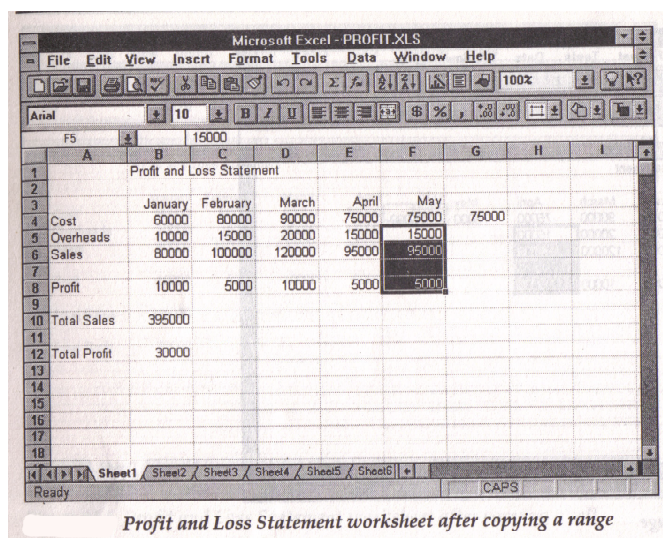 Microsoft Excel - PROFIT.XLS
File Edit View Insert Format Tools Data Window Help
100%
Arial 10 B I U $ % ,
F5 15000
A B C D E F G H I
1 Profit and Loss Statement
2
3 January February March April May
4 Cost 60000 80000 90000 75000 75000 75000
5 Overheads 10000 15000 20000 15000 15000
6 Sales 80000 100000 120000 95000 95000
7
8 Profit 10000 5000 10000 5000 5000
9
10 Total Sales 395000
11
12 Total Profit 30000
13
14
15
16
17
18
Sheet1 Sheet2 Sheet3 Sheet4 Sheet5 Sheet6
Ready CAPS
Profit and Loss Statement worksheet after copying a range